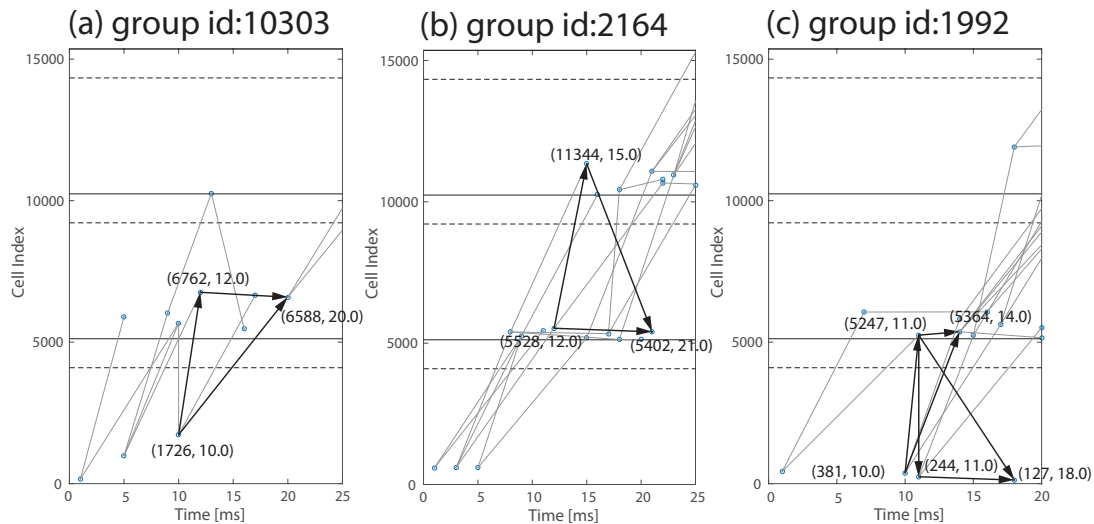 (a) group id:10303
15000
10000
5000
0
Cell Index
(6762, 12.0)
(6588, 20.0)
(1726, 10.0)
0 5 10 15 20 25
Time [ms]
(b) group id:2164
15000
10000
5000
0
Cell Index
(11344, 15.0)
(5528, 12.0)
(5402, 21.0)
0 5 10 15 20 25
Time [ms]
(c) group id:1992
15000
10000
5000
0
Cell Index
(5247, 11.0)
(5364, 14.0)
(381, 10.0)
(244, 11.0)
(127, 18.0)
0 5 10 15 20
Time [ms]